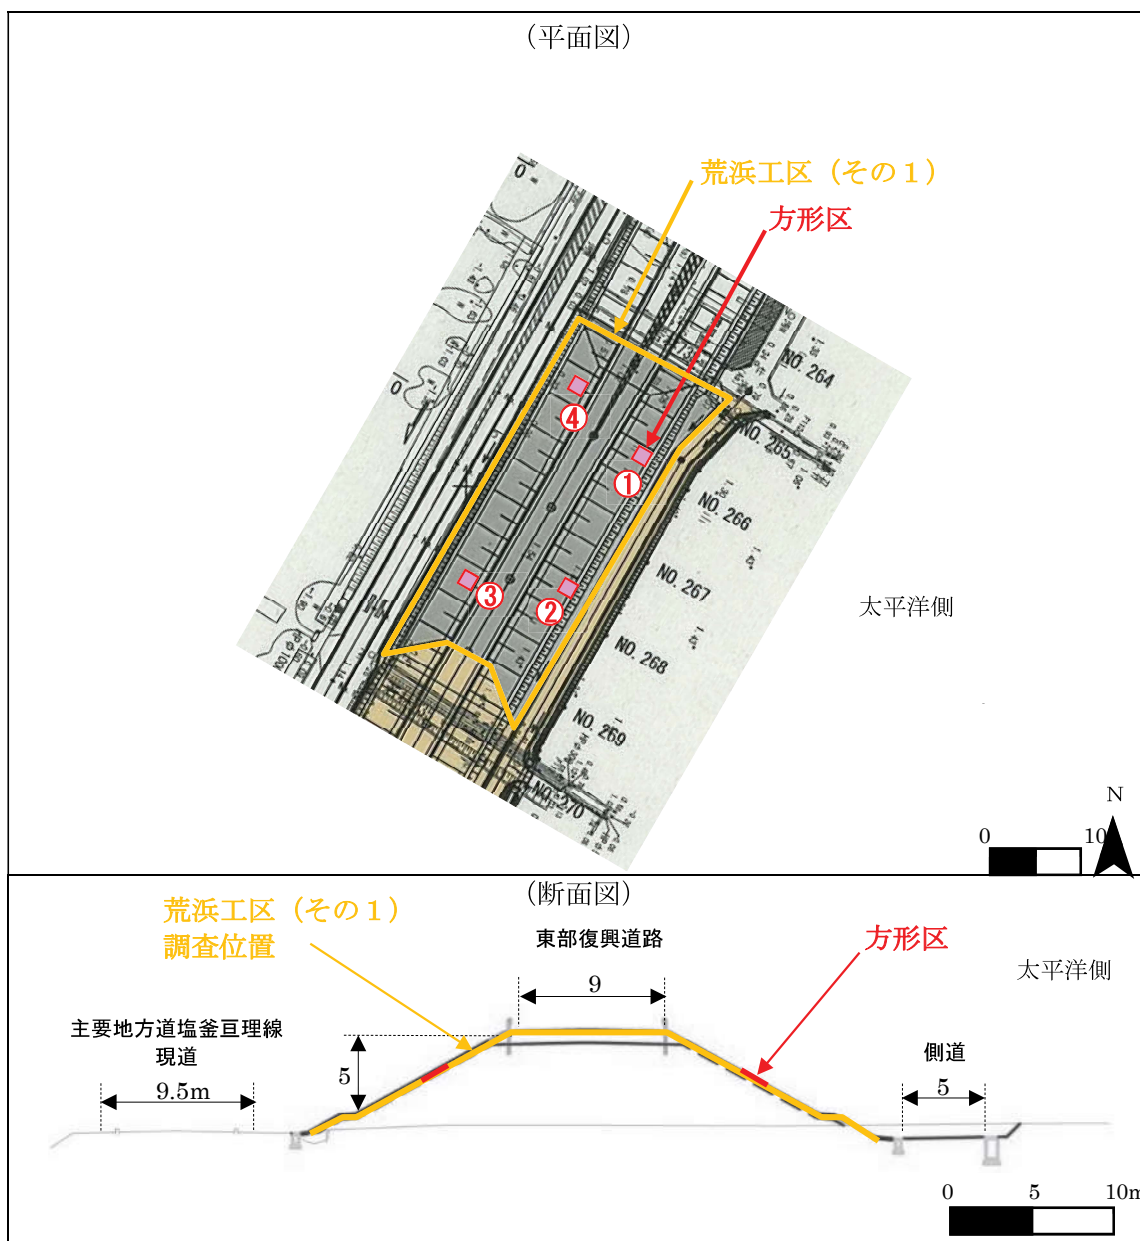 （平面図）
荒浜工区（その１）
方形区
0
0
NO. 264
NO. 265
④
①
NO. 266
NO. 267
太平洋側
③
②
NO. 268
NO. 269
NO. 270
N
0 10
（断面図）
荒浜工区（その１）
調査位置
東部復興道路
方形区
太平洋側
9
主要地方道塩釜亘理線
現道
側道
9.5m
5
5
0 5 10m